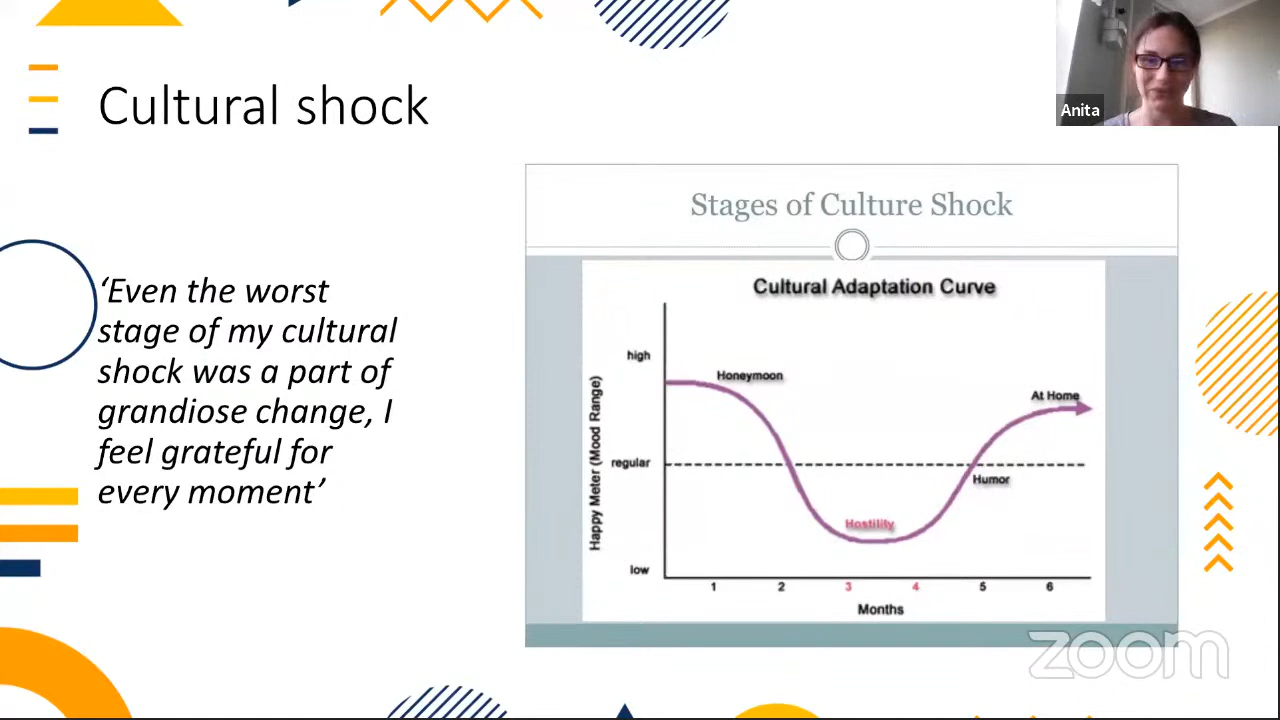 Cultural shock
Anita
‘Even the worst
stage of my cultural
shock was a part of
grandiose change, I
feel grateful for
every moment’
Stages of Culture Shock
Cultural Adaptation Curve
Happy Meter (Mood Range)
high
regular
low
Honeymoon
Hostility
Humor
At Home
1 2 3 4 5 6
Months
zoom